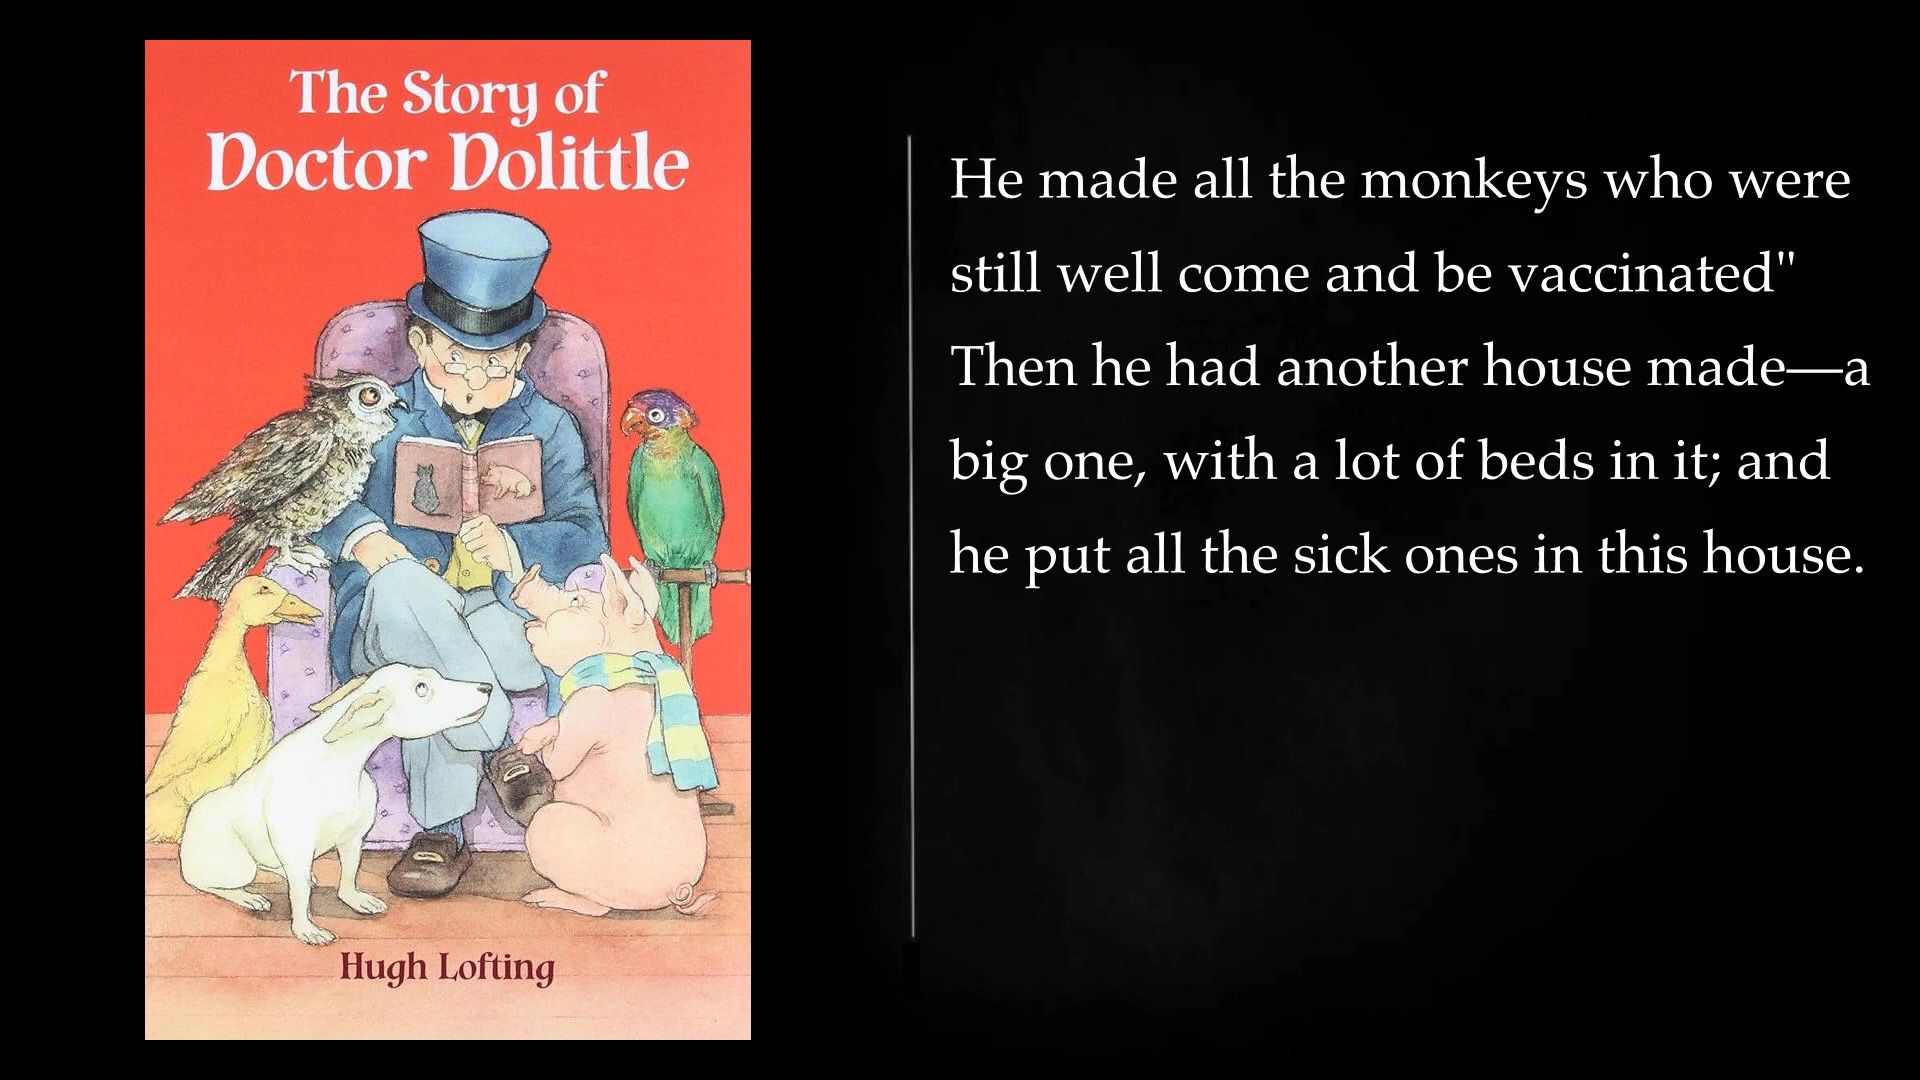 The Story of
Doctor Dolittle
Hugh Lofting
He made all the monkeys who were
still well come and be vaccinated"
Then he had another house made—a
big one, with a lot of beds in it; and
he put all the sick ones in this house.